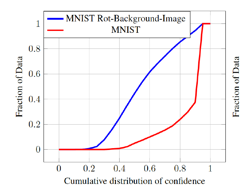 MNIST Rot-Background-Image
MNIST
1
0.8
0.6
0.4
0.2
0
0 0.2 0.4 0.6 0.8 1
Fraction of Data
Cumulative distribution of confidence
Fraction of Data